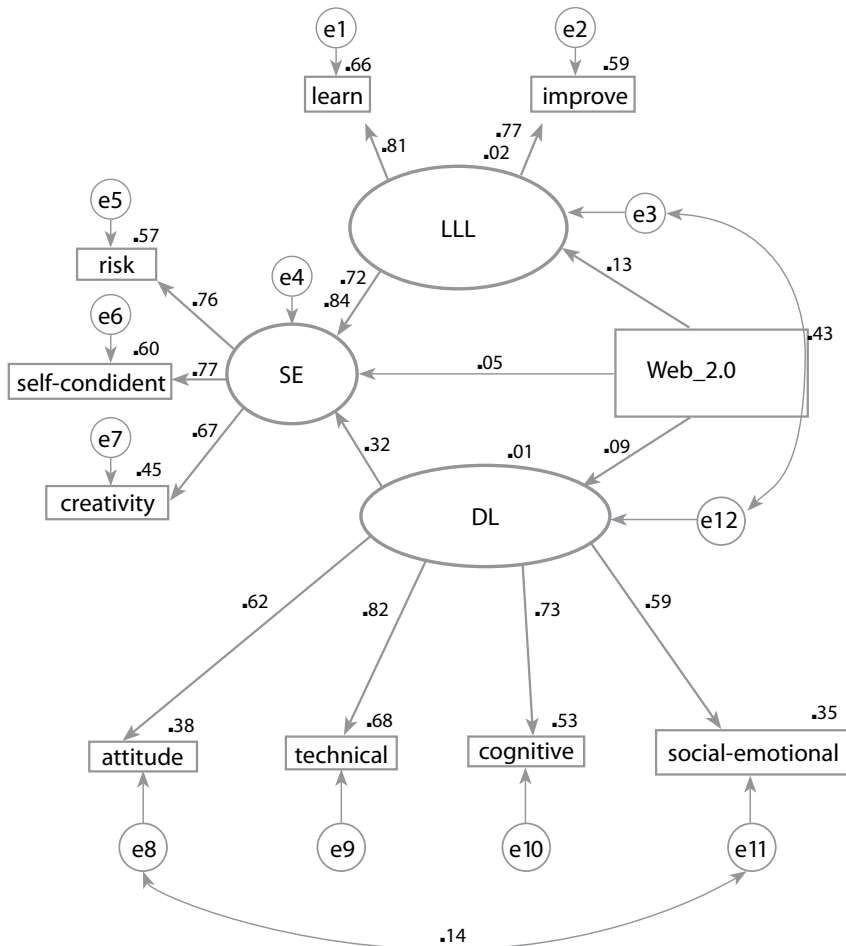 e1
e2
.66
.59
learn
improve
.81
.77
.02
e5
LLL
e3
.57
risk
.13
e4
.72
.84
.76
e6
.43
.60
self-condident
.77
SE
.05
Web_2.0
.67
e7
.32
.01
.09
.45
creativity
DL
e12
.62
.82
.73
.59
.38
.68
.53
.35
attitude
technical
cognitive
social-emotional
e8
e9
e10
e11
.14